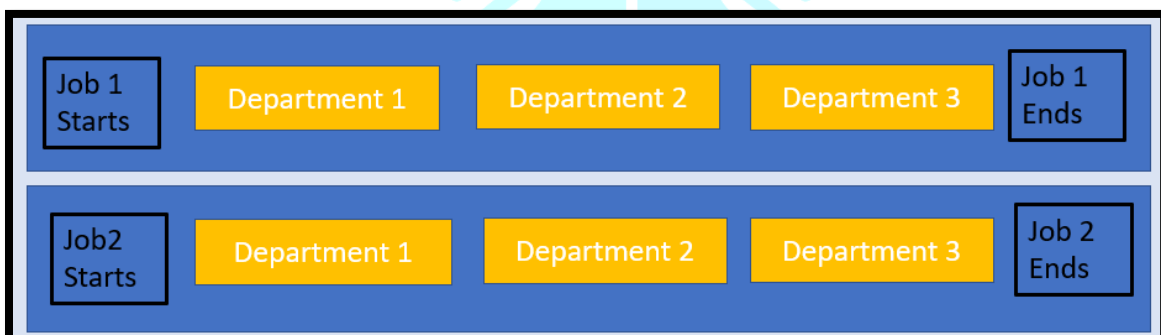 Job 1
Starts
Department 1
Department 2
Department 3
Job 1
Ends
Job2
Starts
Department 1
Department 2
Department 3
Job 2
Ends